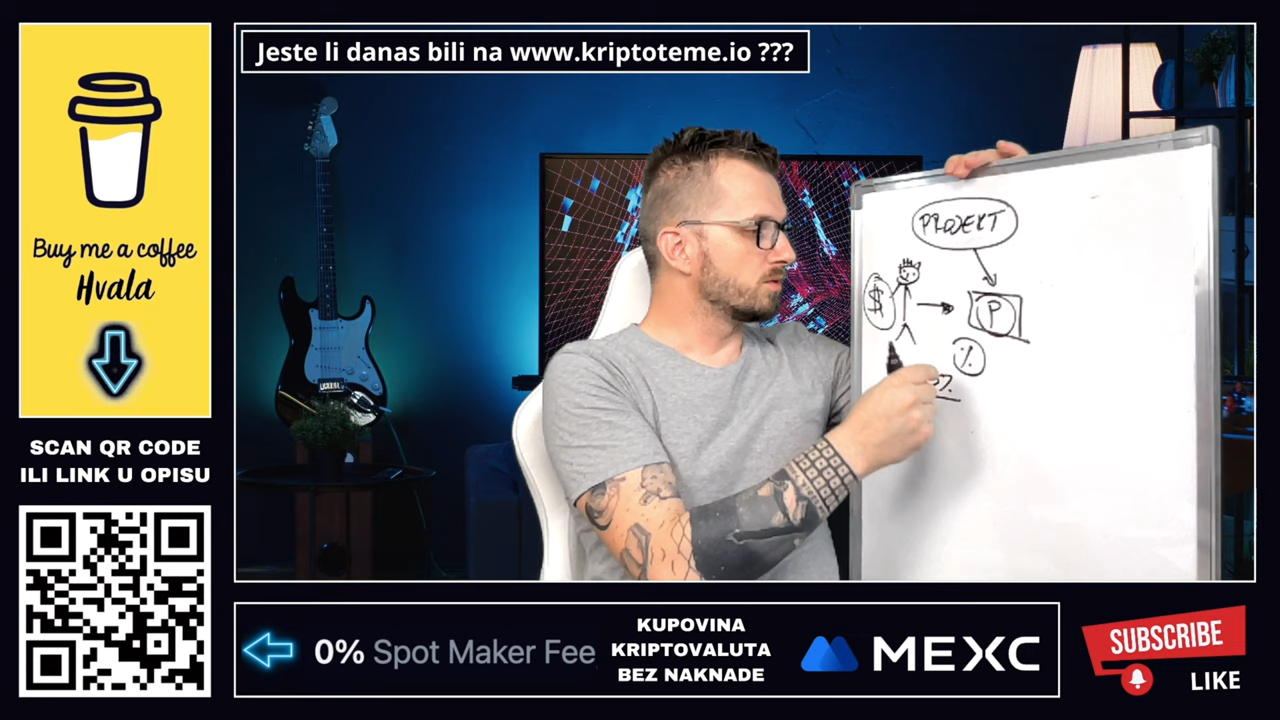 Jeste li danas bili na www.kriptoteme.io ???
Buy me a coffee
Hvala
SCAN QR CODE
ILI LINK U OPISU
PROJEKT
$
P
%
0% Spot Maker Fee
KUPOVINA
KRIPTOVALUTA
BEZ NAKNADE
MEXC
SUBSCRIBE
LIKE